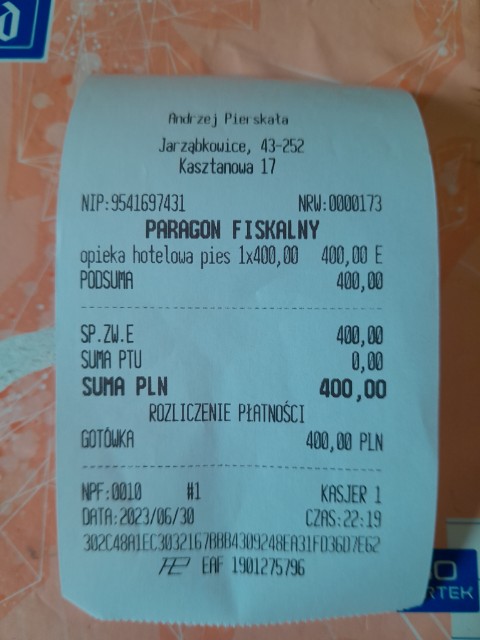 d
Andrzej Pierskała
Jarząbkowice, 43-252
Kasztanowa 17
NIP:9541697431 NRW:0000173
PARAGON FISKALNY
opieka hotelowa pies 1x400,00 400,00 E
PODSUMA 400,00
SP.ZW.E 400,00
SUMA PTU 0,00
SUMA PLN 400,00
ROZLICZENIE PŁATNOŚCI
GOTÓWKA 400,00 PLN
NPF:0010 #1 KASJER 1
DATA:2023/06/30 CZAS:22:19
302C48A1EC3032167BBB4309248EA31FD36D7E62
EAF 1901275796
RTEK